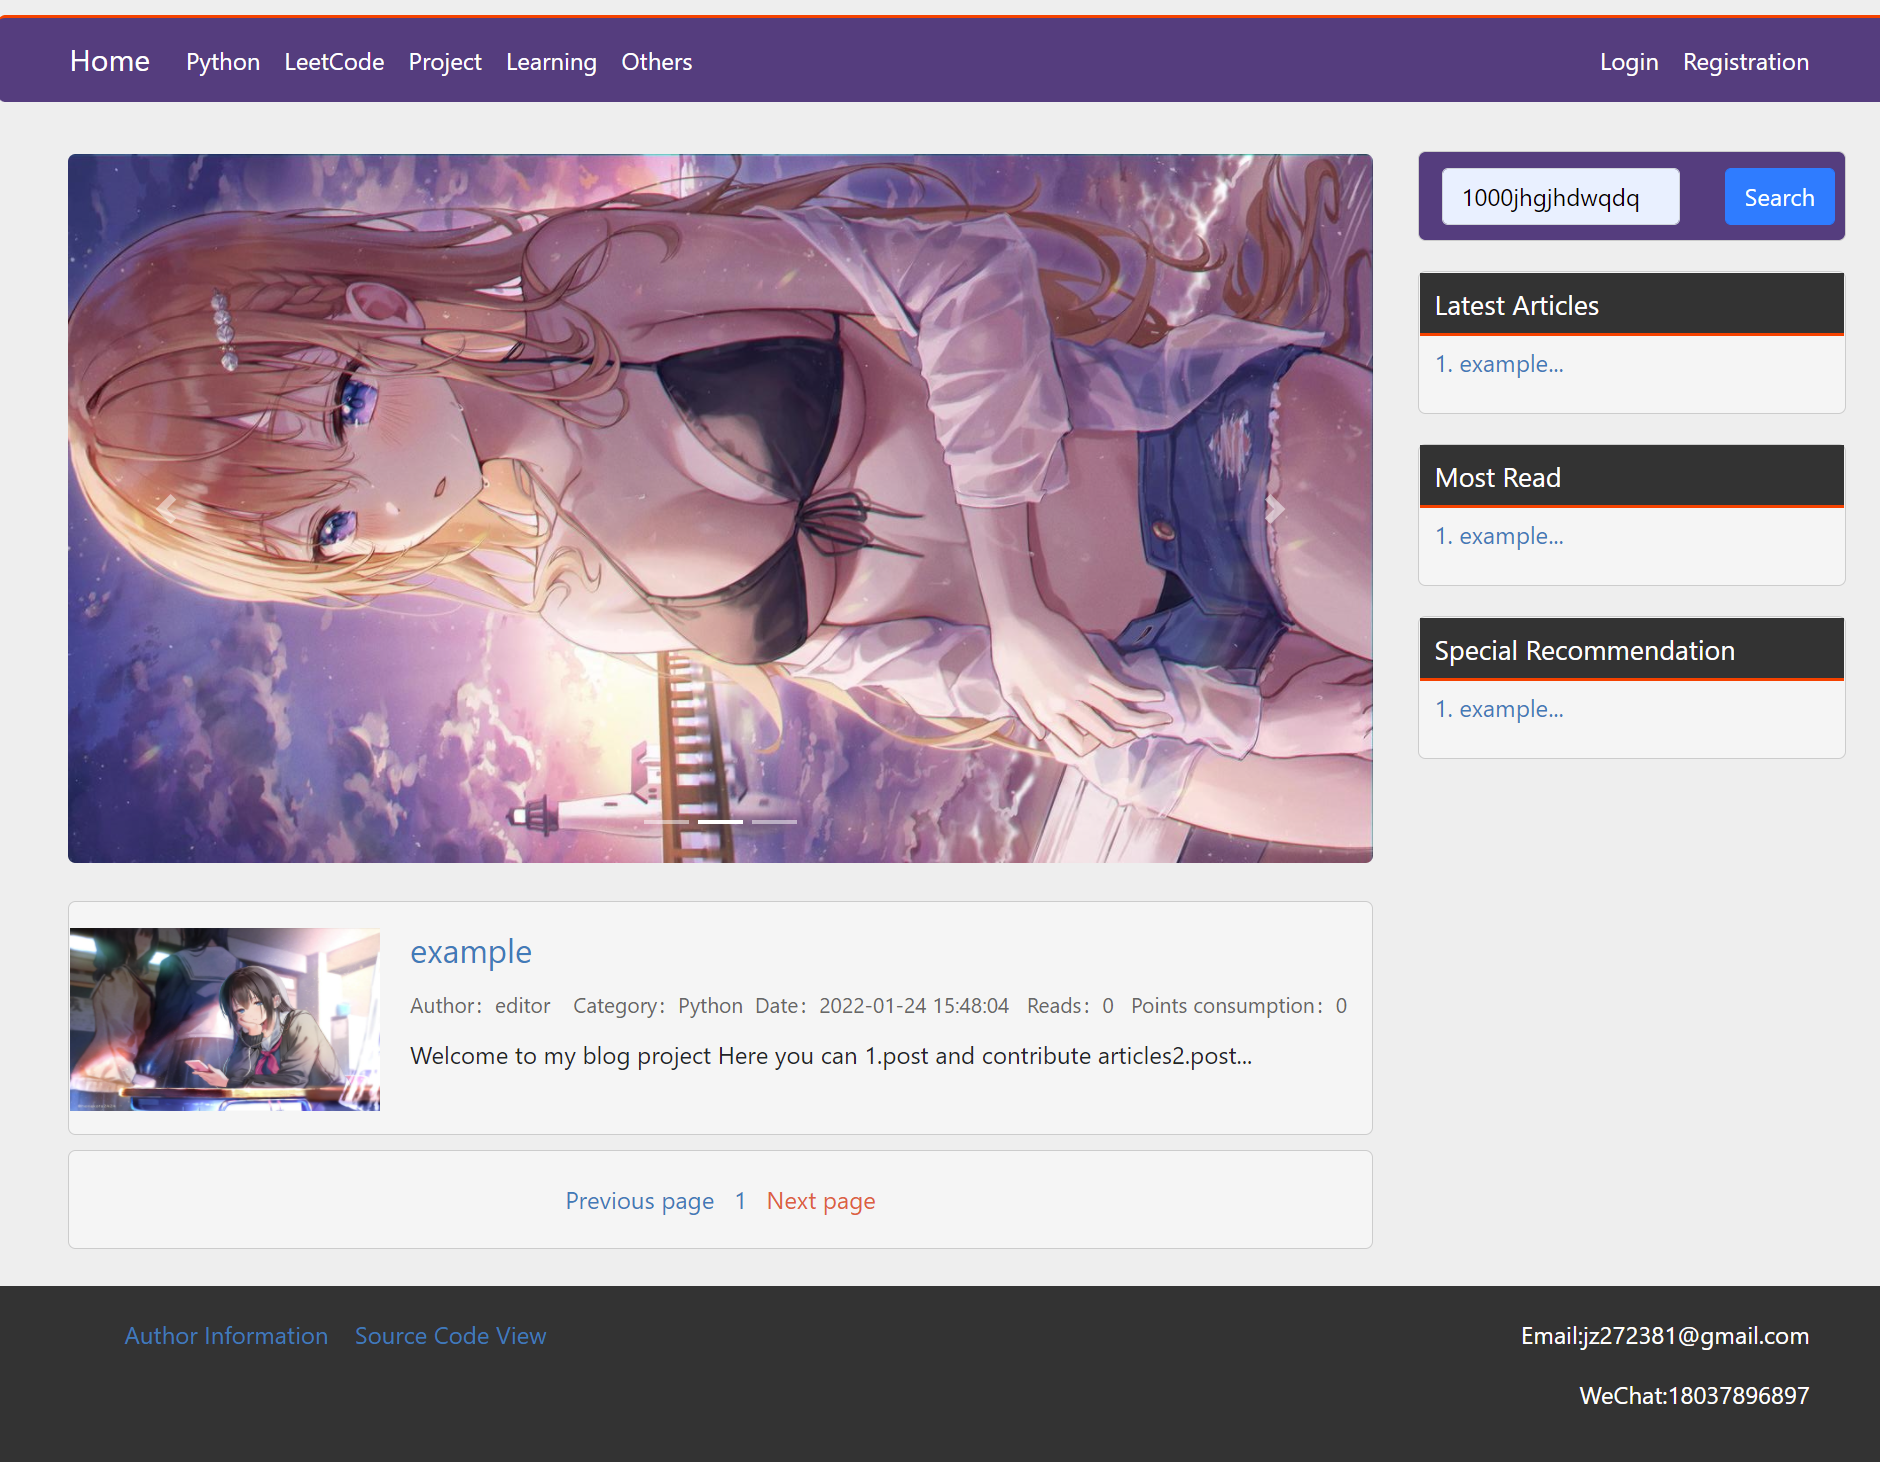 Home Python LeetCode Project Learning Others Login Registration
1000jhgjhdwqdq Search
Latest Articles
1. example...
Most Read
1. example...
Special Recommendation
1. example...
example
Author： editor Category： Python Date： 2022-01-24 15:48:04 Reads： 0 Points consumption： 0
Welcome to my blog project Here you can 1.post and contribute articles2.post...
Previous page 1 Next page
Author Information Source Code View
Email:jz272381@gmail.com
WeChat:18037896897